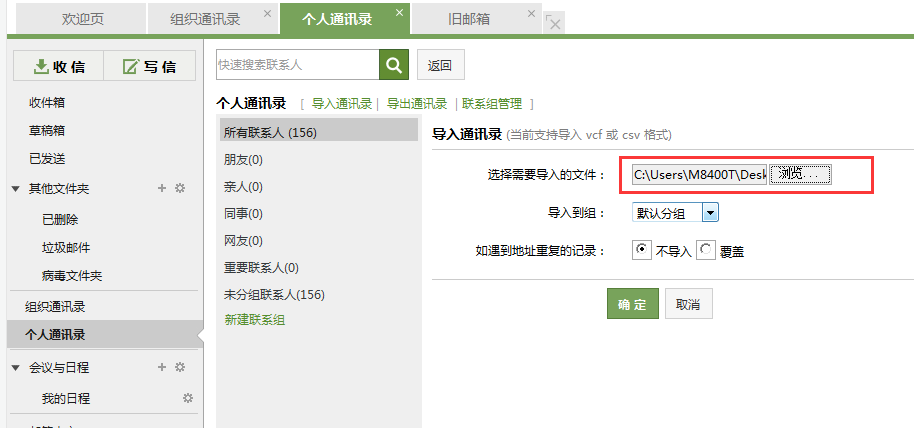 欢迎页
组织通讯录
个人通讯录
旧邮箱
收 信
写 信
收件箱
草稿箱
已发送
其他文件夹
已删除
垃圾邮件
病毒文件夹
组织通讯录
个人通讯录
会议与日程
我的日程
快速搜索联系人
返回
个人通讯录 [ 导入通讯录 | 导出通讯录 | 联系组管理 ]
所有联系人 (156)
朋友(0)
亲人(0)
同事(0)
网友(0)
重要联系人(0)
未分组联系人(156)
新建联系组
导入通讯录 (当前支持导入 vcf 或 csv 格式)
选择需要导入的文件： C:\Users\M8400T\Desk 浏览...
导入到组： 默认分组
如遇到地址重复的记录： 不导入 覆盖
确 定
取消